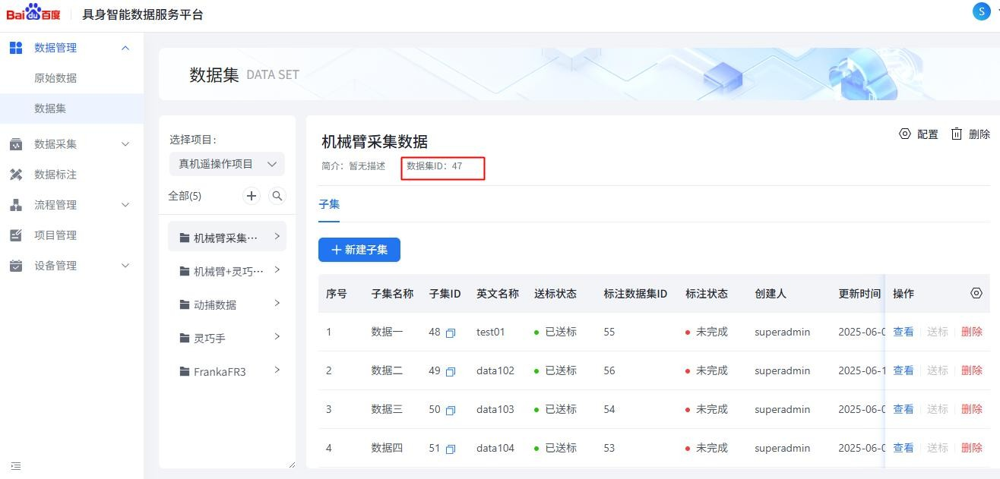 Bai du 百度 具身智能数据服务平台 S
数据管理
原始数据
数据集
数据采集
数据标注
流程管理
项目管理
设备管理
数据集 DATA SET
选择项目：
真机遥操作项目
全部(5)
机械臂采集…
机械臂+灵巧…
动捕数据
灵巧手
FrankaFR3
机械臂采集数据
配置 删除
简介：暂无描述 数据集ID：47
子集
新建子集
序号 子集名称 子集ID 英文名称 送标状态 标注数据集ID 标注状态 创建人 更新时间 操作
1 数据一 48 test01 已送标 55 未完成 superadmin 2025-06-0 查看 送标 删除
2 数据二 49 data102 已送标 56 未完成 superadmin 2025-06-1 查看 送标 删除
3 数据三 50 data103 已送标 54 未完成 superadmin 2025-06-0 查看 送标 删除
4 数据四 51 data104 已送标 53 未完成 superadmin 2025-06-0 查看 送标 删除